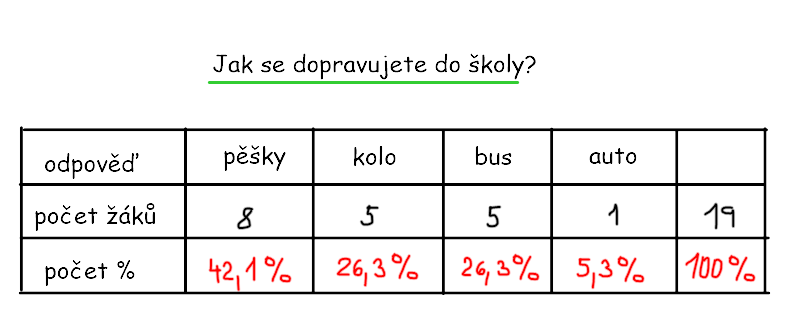 Jak se dopravujete do školy?
odpověď pěšky kolo bus auto
počet žáků 8 5 5 1 19
počet % 42,1% 26,3% 26,3% 5,3% 100%